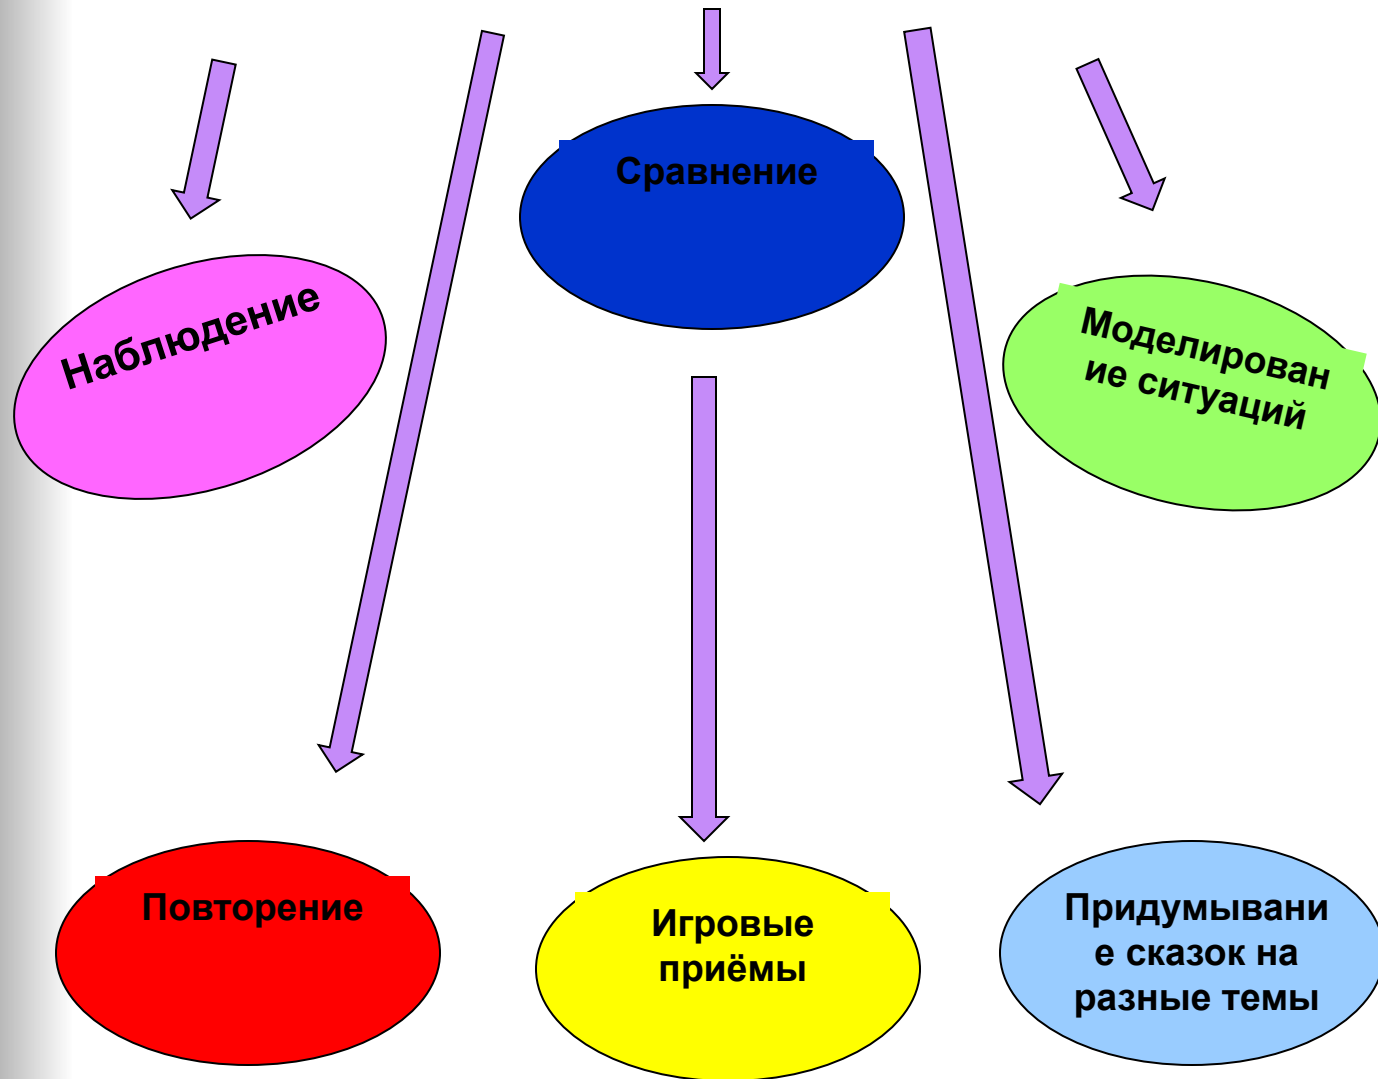 Сравнение
Наблюдение
Моделирован
ие ситуаций
Повторение
Игровые
приёмы
Придумывани
е сказок на
разные темы